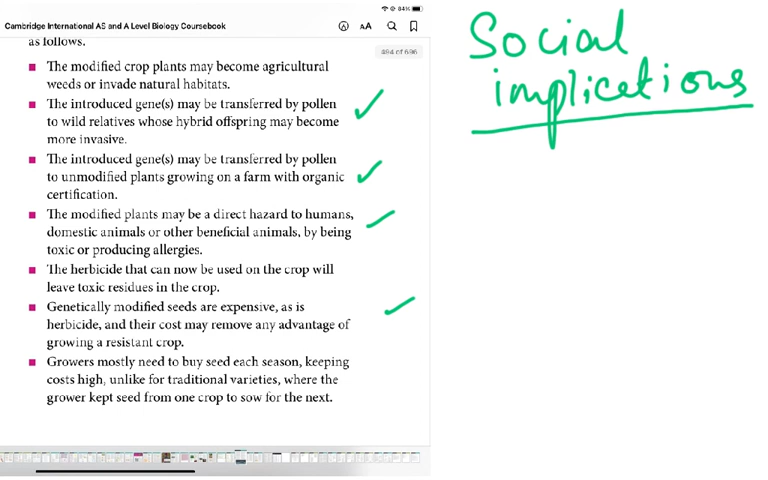 84%
Cambridge International AS and A Level Biology Coursebook
AA
as follows.
494 of 696
■ The modified crop plants may become agricultural
weeds or invade natural habitats.
■ The introduced gene(s) may be transferred by pollen
to wild relatives whose hybrid offspring may become
more invasive.
■ The introduced gene(s) may be transferred by pollen
to unmodified plants growing on a farm with organic
certification.
■ The modified plants may be a direct hazard to humans,
domestic animals or other beneficial animals, by being
toxic or producing allergies.
■ The herbicide that can now be used on the crop will
leave toxic residues in the crop.
■ Genetically modified seeds are expensive, as is
herbicide, and their cost may remove any advantage of
growing a resistant crop.
■ Growers mostly need to buy seed each season, keeping
costs high, unlike for traditional varieties, where the
grower kept seed from one crop to sow for the next.
Social
implications